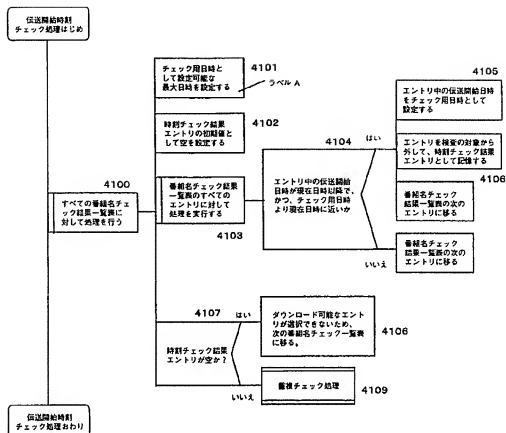 伝送開始時刻
チェック処理はじめ
4100
すべての番組名チェ
ック結果一覧表に
対して処理を行う
4101
チェック用日時と
して設定可能な
最大日時を設定する
ラベル A
4102
時刻チェック結果
エントリの初期値と
して空を設定する
番組名チェック結果
一覧表のすべての
エントリに対して
処理を実行する
4103
4104
エントリ中の伝送開始
日時が現在日時以降で、
かつ、チェック用日時
より現在日時に近いか
はい
4105
エントリ中の伝送開始日時
をチェック用日時として
設定する
エントリを検査の対象から
外して、時刻チェック結果
エントリとして記憶する
4106
番組名チェック
結果一覧表の次の
エントリに移る
いいえ
番組名チェック
結果一覧表の次の
エントリに移る
4107
はい
時刻チェック結果
エントリが空か？
ダウンロード可能なエント
リが選択できないため、
次の番組名チェック一覧表
に移る。
4106
いいえ
重複チェック処理
4109
伝送開始時刻
チェック処理おわり